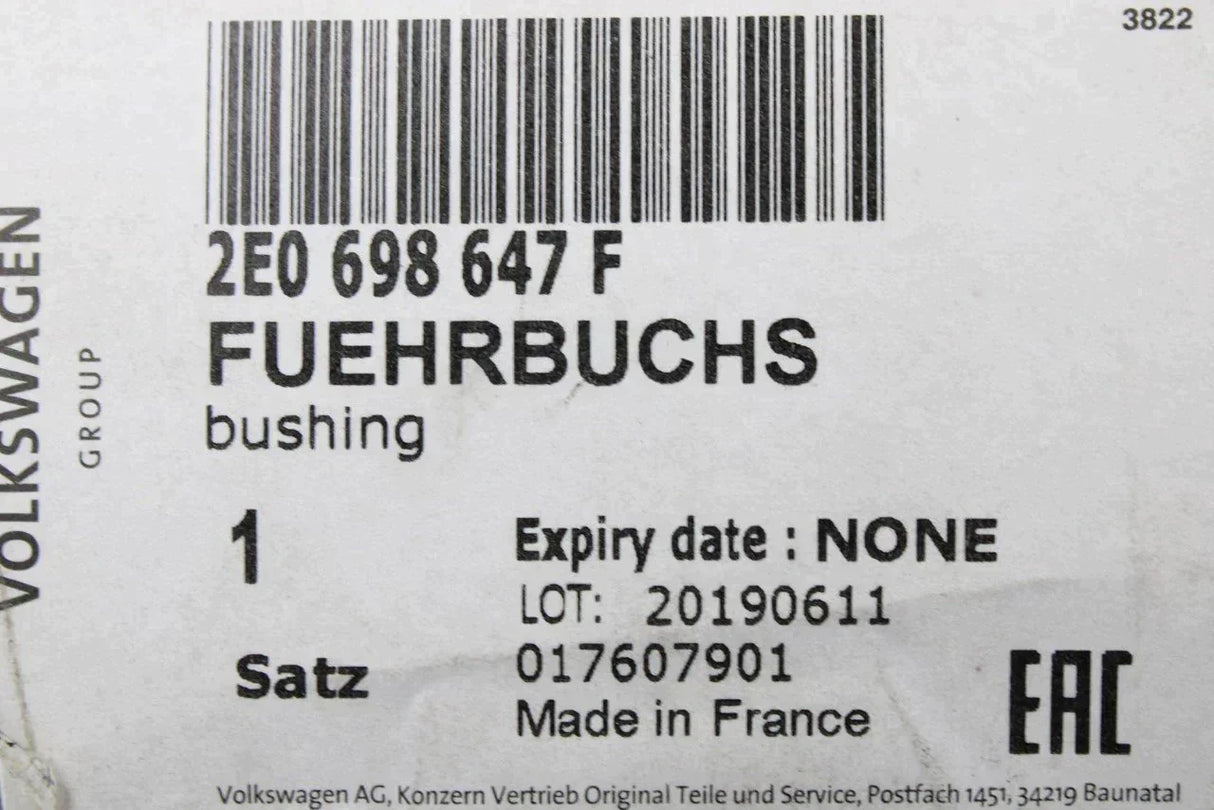 3822
2E0 698 647 F
FUEHRBUCHS
bushing
1
Expiry date : NONE
LOT: 20190611
Satz
017607901
Made in France
EAC
Volkswagen AG, Konzern Vertrieb Original Teile und Service, Postfach 1451, 34219 Baunatal
VOLKSWAGEN
GROUP